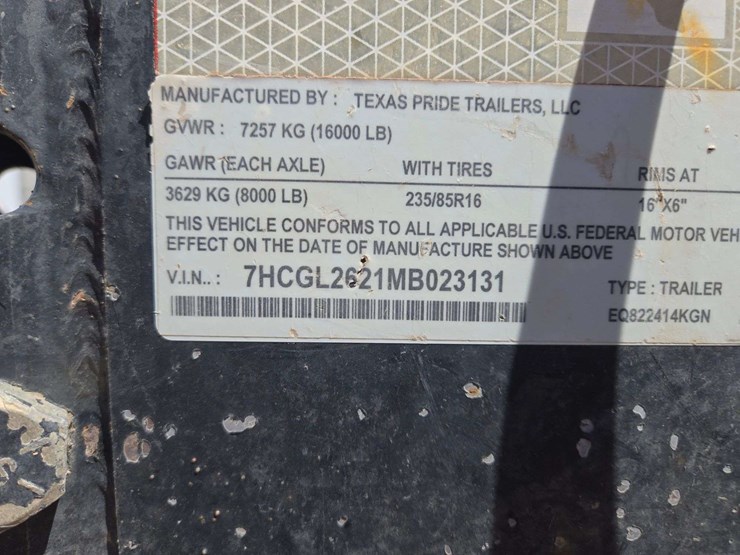 MANUFACTURED BY : TEXAS PRIDE TRAILERS, LLC
GVWR : 7257 KG (16000 LB)
GAWR (EACH AXLE) WITH TIRES RIMS AT
3629 KG (8000 LB) 235/85R16 16"X6"
THIS VEHICLE CONFORMS TO ALL APPLICABLE U.S. FEDERAL MOTOR VEH
EFFECT ON THE DATE OF MANUFACTURE SHOWN ABOVE
V.I.N.. : 7HCGL2621MB023131 TYPE : TRAILER
EQ822414KGN